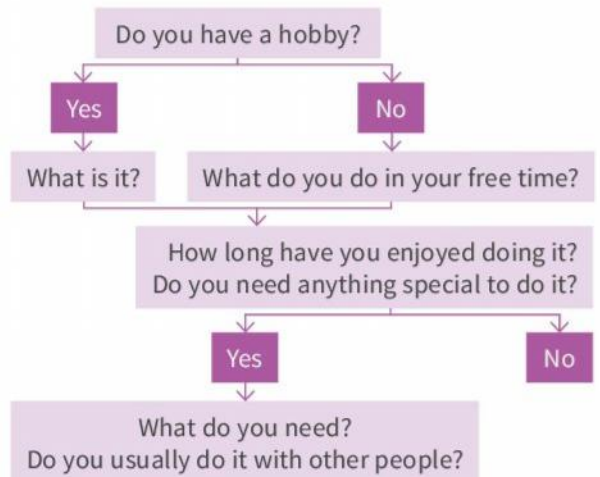 Do you have a hobby?
Yes
No
What is it?
What do you do in your free time?
How long have you enjoyed doing it?
Do you need anything special to do it?
Yes
No
What do you need?
Do you usually do it with other people?